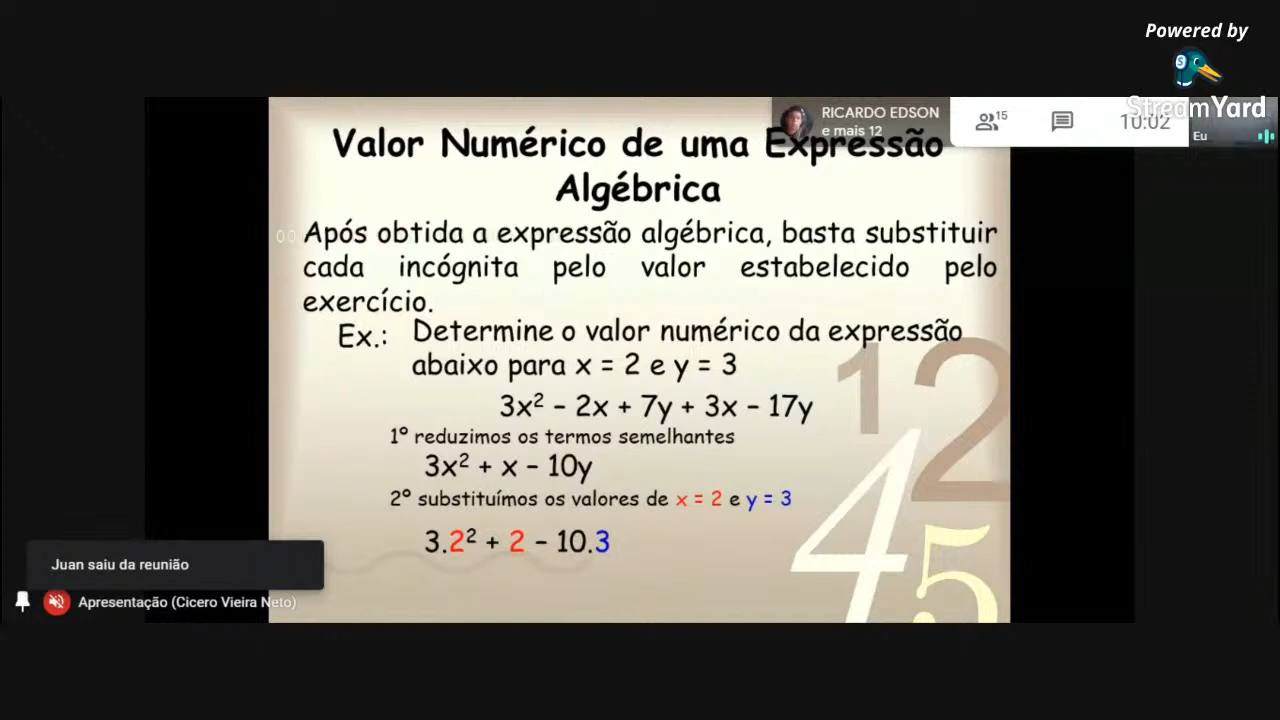 Powered by
StreamYard
RICARDO EDSON
e mais 12
15
10:02
Eu
Valor Numérico de uma Expressão
Algébrica
Após obtida a expressão algébrica, basta substituir
cada incógnita pelo valor estabelecido pelo
exercício.
Ex.: Determine o valor numérico da expressão
abaixo para x = 2 e y = 3
3x² – 2x + 7y + 3x – 17y
1º reduzimos os termos semelhantes
3x² + x – 10y
2º substituímos os valores de x = 2 e y = 3
3.2² + 2 – 10.3
12
4
5
Juan saiu da reunião
Apresentação (Cicero Vieira Neto)